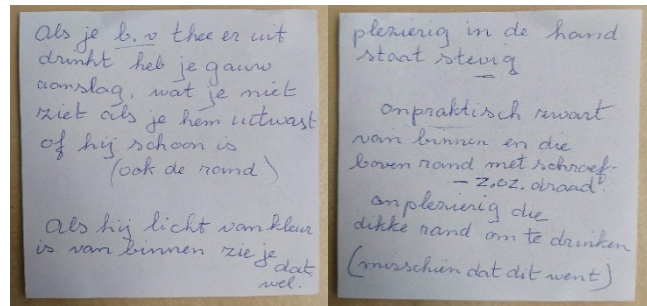 als je b.v thee er uit
drinkt heb je gauw
aanslag, wat je niet
ziet als je hem uitwast
of hij schoon is
(ook de rand)
Als hij licht van kleur
is van binnen zie je
dat
wel.
plezierig in de hand
staat stevig
onpraktisch zwart
van binnen en die
boven rand met schroef-
- z,oz. draad
onplezierig die
dikke rand om te drinken
(misschien dat dit went)